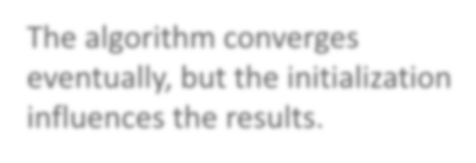 The algorithm converges
eventually, but the initialization
influences the results.